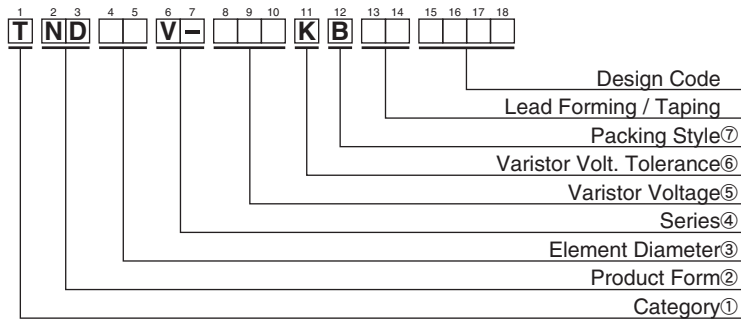 1 2 3 4 5 6 7 8 9 10 11 12 13 14 15 16 17 18
T ND V- K B
Design Code
Lead Forming / Taping
Packing Style⑦
Varistor Volt. Tolerance⑥
Varistor Voltage⑤
Series④
Element Diameter③
Product Form②
Category①